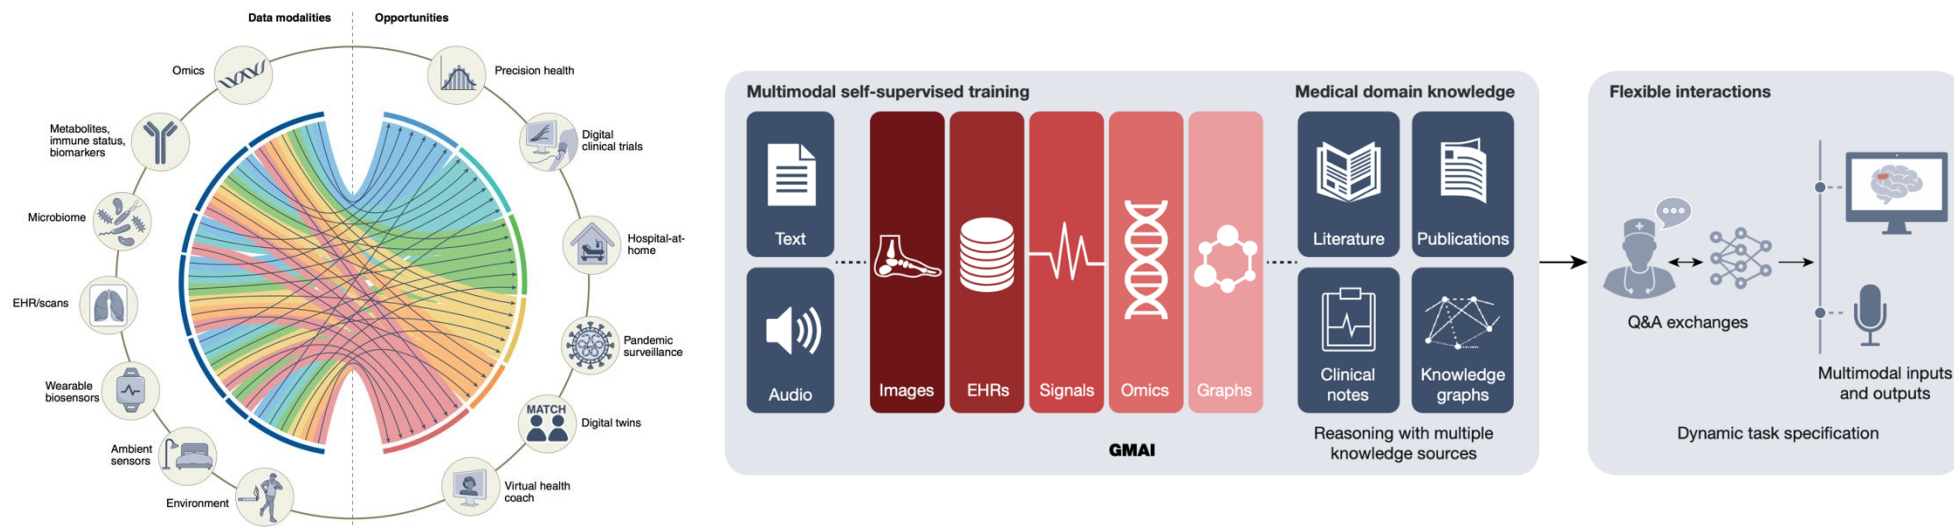 Data modalities
Opportunities
Omics
Metabolites,
immune status,
biomarkers
Microbiome
EHR/scans
Wearable
biosensors
Ambient
sensors
Environment
Precision health
Digital
clinical trials
Hospital-at-
home
Pandemic
surveillance
MATCH
Digital twins
Virtual health
coach
Multimodal self-supervised training
Text
Audio
Images
EHRs
Signals
Omics
Graphs
Medical domain knowledge
Literature
Publications
Clinical
notes
Knowledge
graphs
Reasoning with multiple
knowledge sources
GMAI
Flexible interactions
Q&A exchanges
Multimodal inputs
and outputs
Dynamic task specification